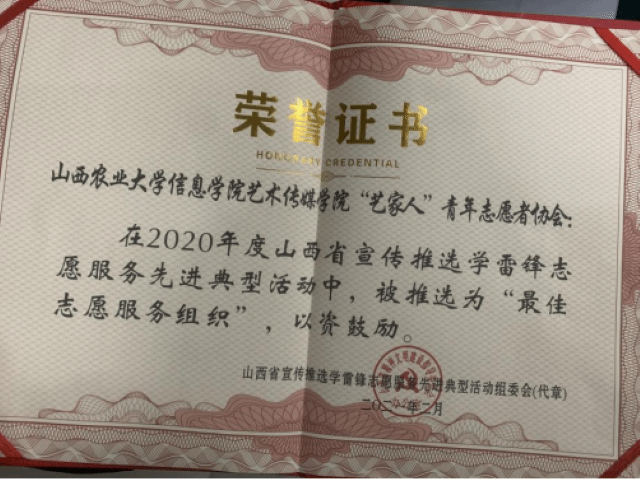 荣誉证书
HONORARY CREDENTIAL
山西农业大学信息学院艺术传媒学院“艺家人”青年志愿者协会：
在2020年度山西省宣传推选学雷锋志
愿服务先进典型活动中，被推选为“最佳
志愿服务组织”，以资鼓励。
山西省宣传推选学雷锋志愿服务先进典型活动组委会(代章)
二〇二一年二月